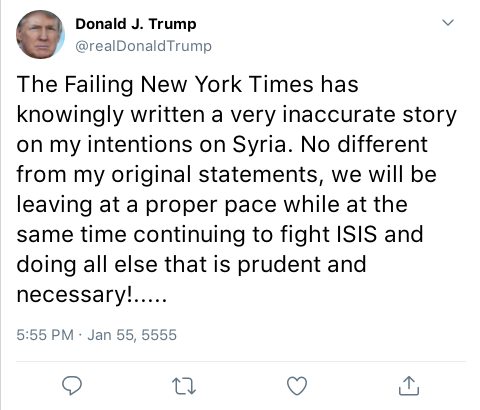 Donald J. Trump
@realDonaldTrump
The Failing New York Times has
knowingly written a very inaccurate story
on my intentions on Syria. No different
from my original statements, we will be
leaving at a proper pace while at the
same time continuing to fight ISIS and
doing all else that is prudent and
necessary!.....
5:55 PM · Jan 55, 5555